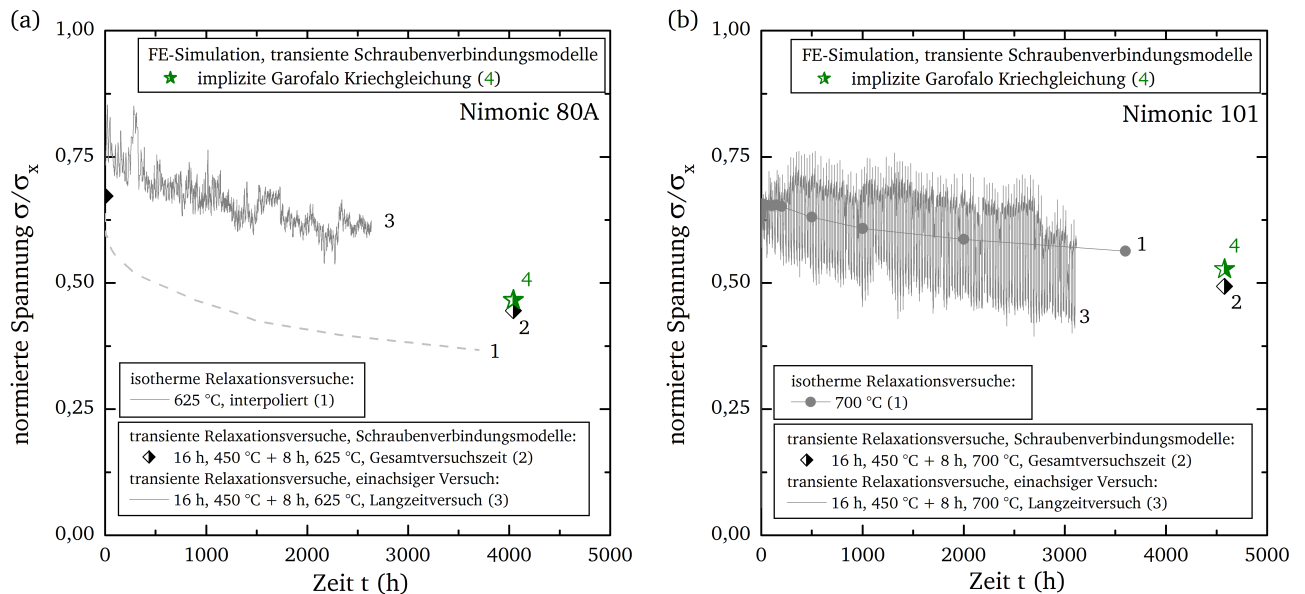 (a)
1,00
0,75
0,50
0,25
0,00
normierte Spannung σ/σx
FE-Simulation, transiente Schraubenverbindungsmodelle
implizite Garofalo Kriechgleichung (4)
Nimonic 80A
3
4
2
1
isotherme Relaxationsversuche:
625 °C, interpoliert (1)
transiente Relaxationsversuche, Schraubenverbindungsmodelle:
16 h, 450 °C + 8 h, 625 °C, Gesamtversuchszeit (2)
transiente Relaxationsversuche, einachsiger Versuch:
16 h, 450 °C + 8 h, 625 °C, Langzeitversuch (3)
0 1000 2000 3000 4000 5000
Zeit t (h)
(b)
1,00
0,75
0,50
0,25
0,00
normierte Spannung σ/σx
FE-Simulation, transiente Schraubenverbindungsmodelle
implizite Garofalo Kriechgleichung (4)
Nimonic 101
1
4
2
3
isotherme Relaxationsversuche:
700 °C (1)
transiente Relaxationsversuche, Schraubenverbindungsmodelle:
16 h, 450 °C + 8 h, 700 °C, Gesamtversuchszeit (2)
transiente Relaxationsversuche, einachsiger Versuch:
16 h, 450 °C + 8 h, 700 °C, Langzeitversuch (3)
0 1000 2000 3000 4000 5000
Zeit t (h)